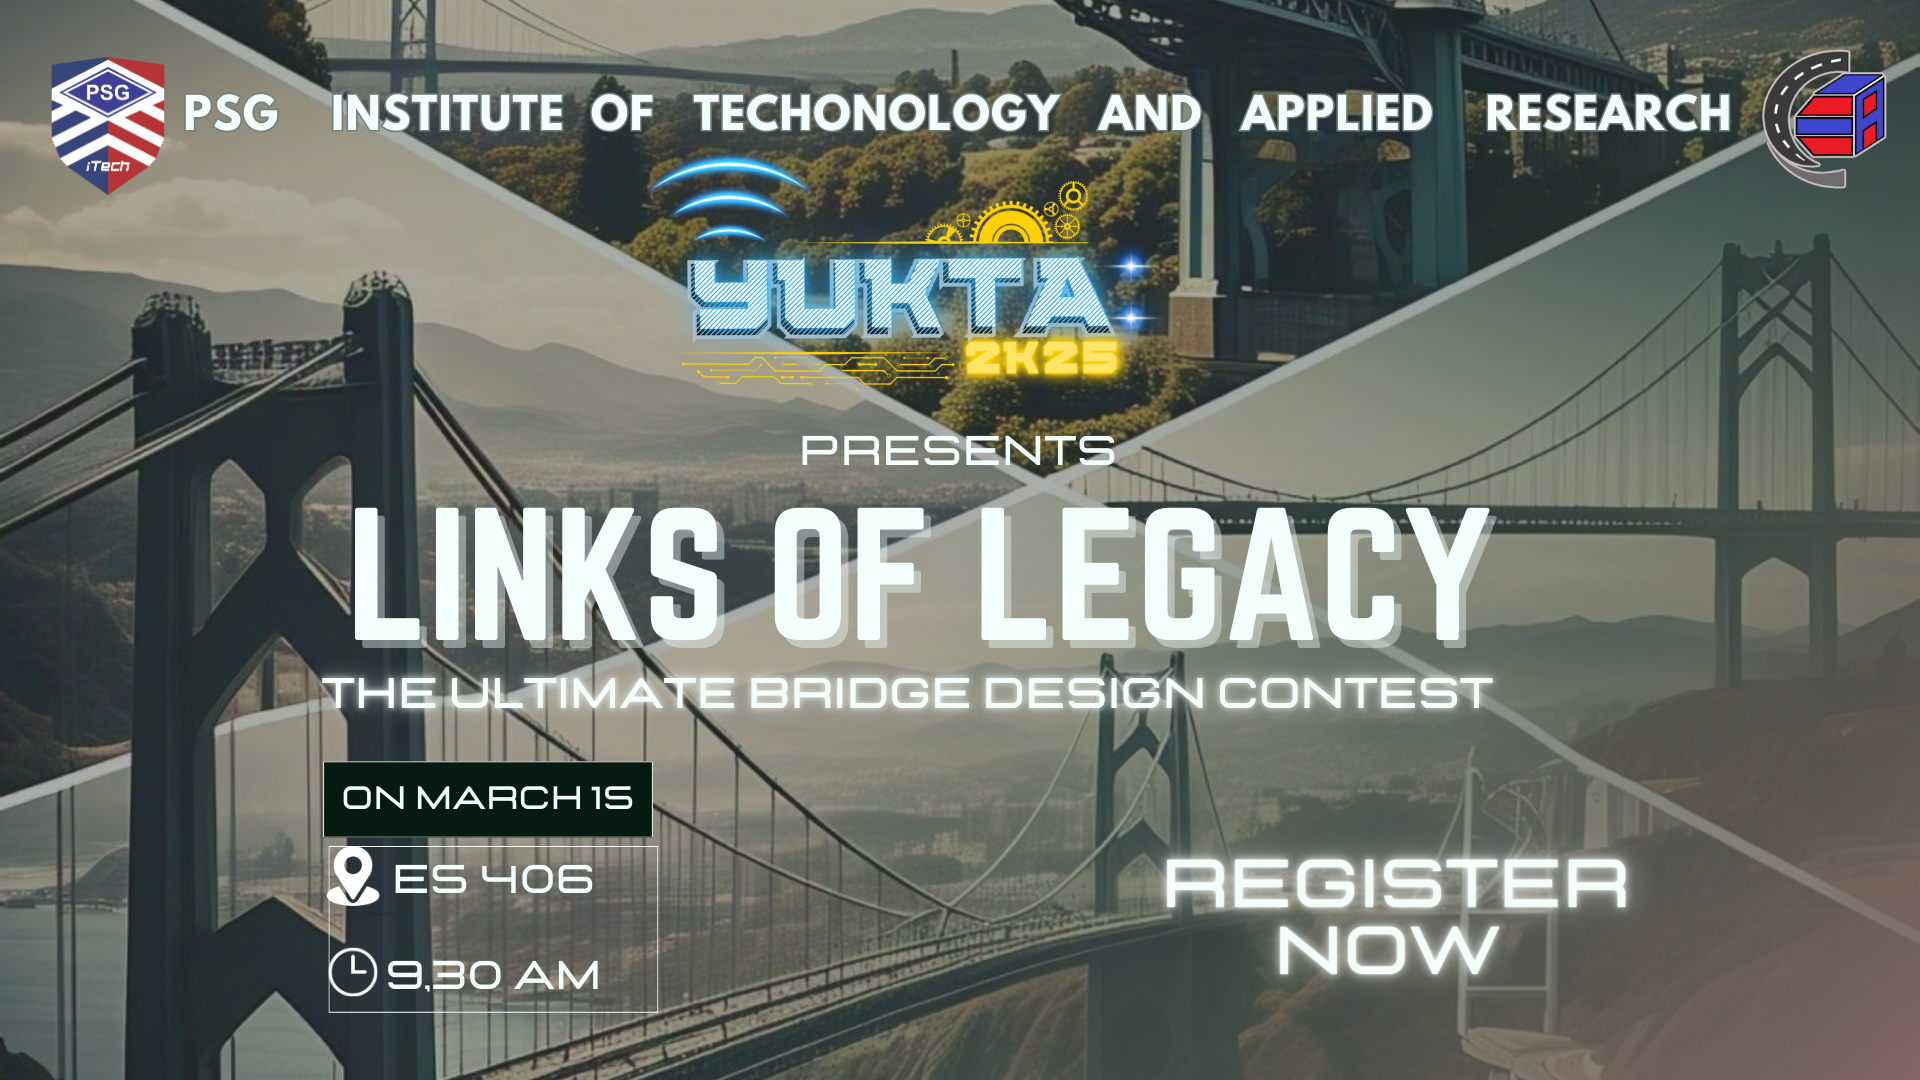 PSG
iTech
PSG INSTITUTE OF TECHONOLOGY AND APPLIED RESEARCH
YUKTA
2K25
PRESENTS
LINKS OF LEGACY
THE ULTIMATE BRIDGE DESIGN CONTEST
ON MARCH 15
ES 406
9.30 AM
REGISTER
NOW